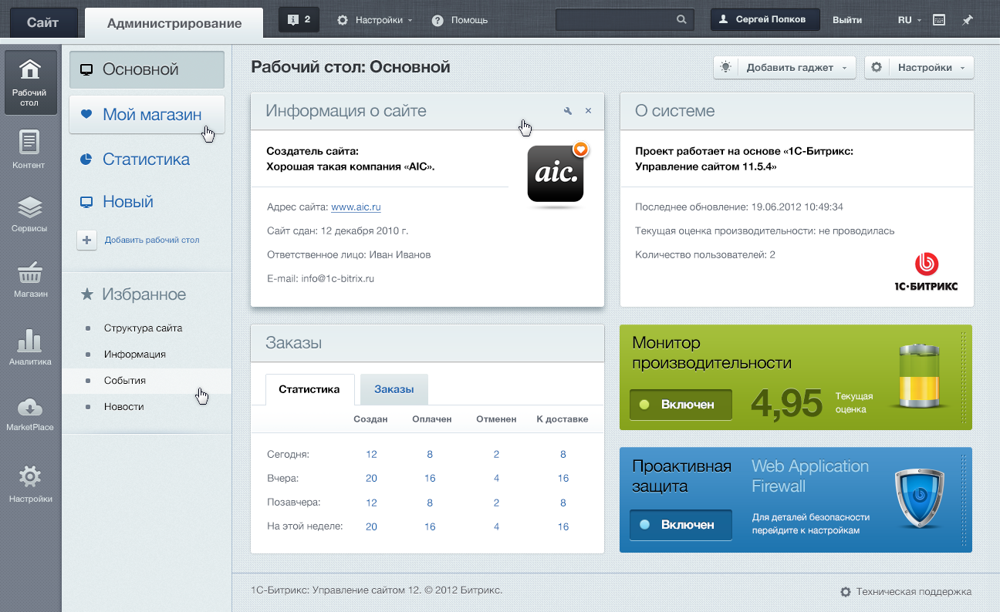 Сайт
Администрирование
2
Настройки
Помощь
Сергей Попков
Выйти
RU
Рабочий
стол
Контент
Сервисы
Магазин
Аналитика
MarketPlace
Настройки
Основной
Мой магазин
Статистика
Новый
Добавить рабочий стол
Избранное
Структура сайта
Информация
События
Новости
Рабочий стол: Основной
Добавить гаджет
Настройки
Информация о сайте
Создатель сайта:
Хорошая такая компания «AIC».
aic.
Адрес сайта: www.aic.ru
Сайт сдан: 12 декабря 2010 г.
Ответственное лицо: Иван Иванов
E-mail: info@1c-bitrix.ru
О системе
Проект работает на основе «1С-Битрикс:
Управление сайтом 11.5.4»
Последнее обновление: 19.06.2012 10:49:34
Текущая оценка производительности: не проводилась
Количество пользователей: 2
1С·БИТРИКС
Заказы
Статистика
Заказы
Создан Оплачен Отменен К доставке
Сегодня: 12 8 2 8
Вчера: 20 16 4 16
Позавчера: 12 8 2 8
На этой неделе: 20 16 4 16
Монитор
производительности
Включен
4,95
Текущая
оценка
Проактивная
защита
Web Application
Firewall
Включен
Для деталей безопасности
перейдите к настройкам
1С-Битрикс: Управление сайтом 12. © 2012 Битрикс.
Техническая поддержка